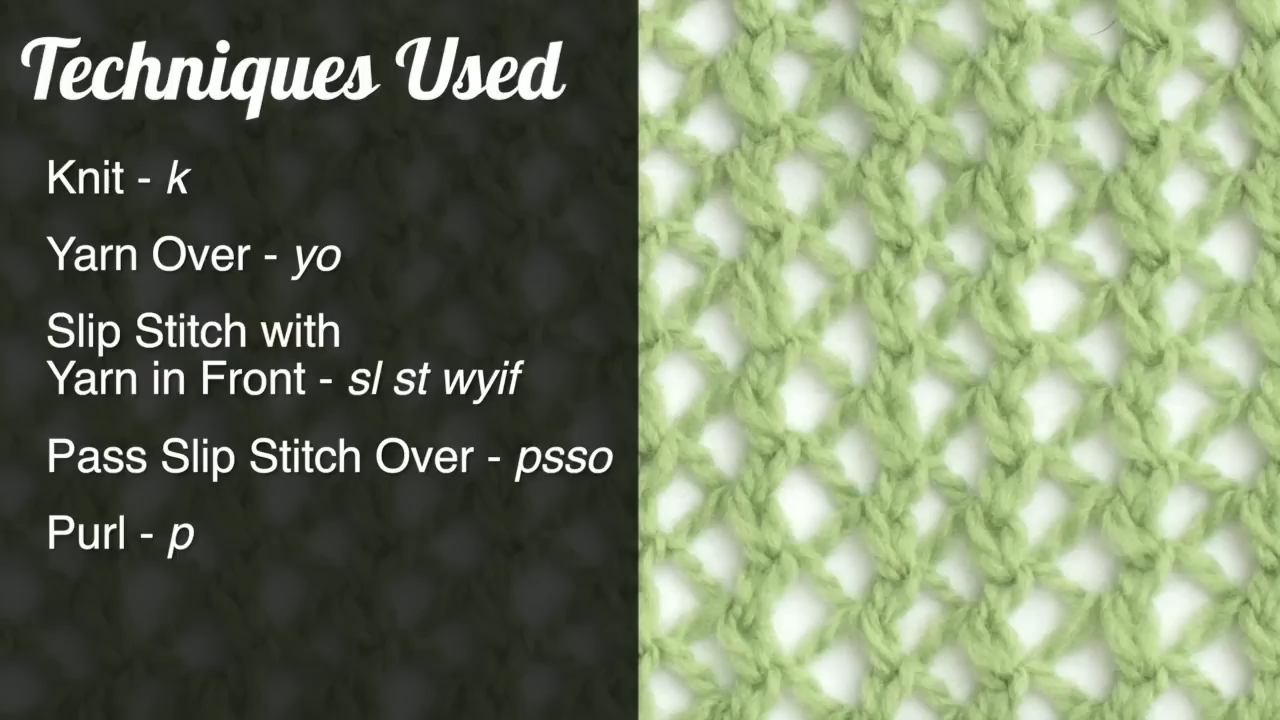 Techniques Used
Knit - k
Yarn Over - yo
Slip Stitch with
Yarn in Front - sl st wyif
Pass Slip Stitch Over - psso
Purl - p